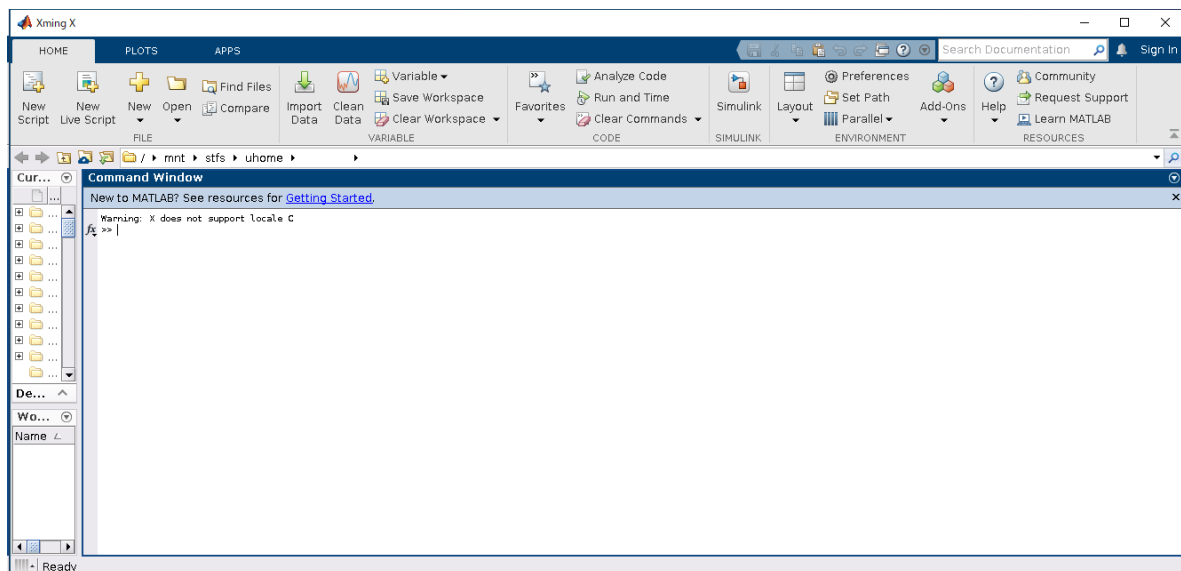 Xming X
HOME PLOTS APPS
Search Documentation Sign In
New Script
New Live Script
New
Open
Find Files
Compare
FILE
Import Data
Clean Data
Variable
Save Workspace
Clear Workspace
VARIABLE
Favorites
Analyze Code
Run and Time
Clear Commands
CODE
Simulink
SIMULINK
Layout
Preferences
Set Path
Parallel
Add-Ons
ENVIRONMENT
Help
Community
Request Support
Learn MATLAB
RESOURCES
/ mnt stfs uhome
Cur...
Command Window
New to MATLAB? See resources for Getting Started.
Warning: X does not support locale C
fx >>
...
...
...
...
...
...
...
...
...
...
...
...
De...
Wo...
Name
Ready